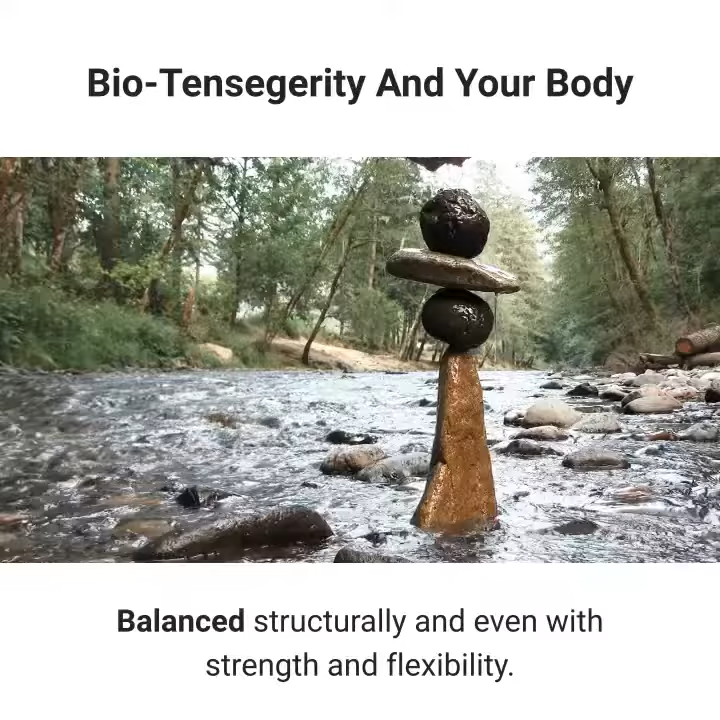 Bio-Tensegerity And Your Body
Balanced structurally and even with
strength and flexibility.